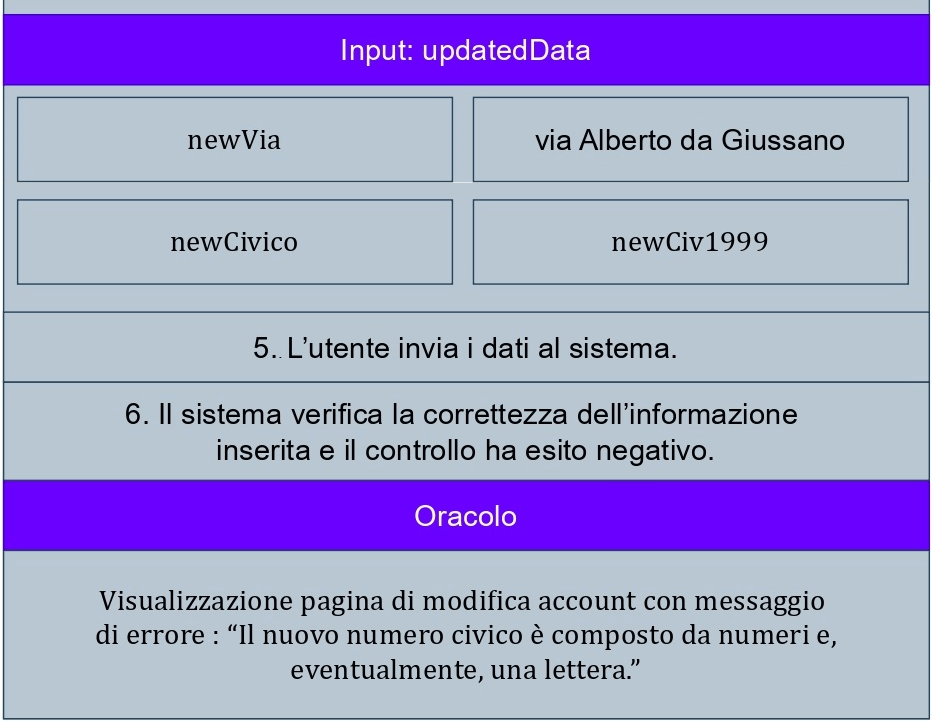 Input: updatedData
newVia
via Alberto da Giussano
newCivico
newCiv1999
5.. L’utente invia i dati al sistema.
6. Il sistema verifica la correttezza dell’informazione
inserita e il controllo ha esito negativo.
Oracolo
Visualizzazione pagina di modifica account con messaggio
di errore : “Il nuovo numero civico è composto da numeri e,
eventualmente, una lettera.”